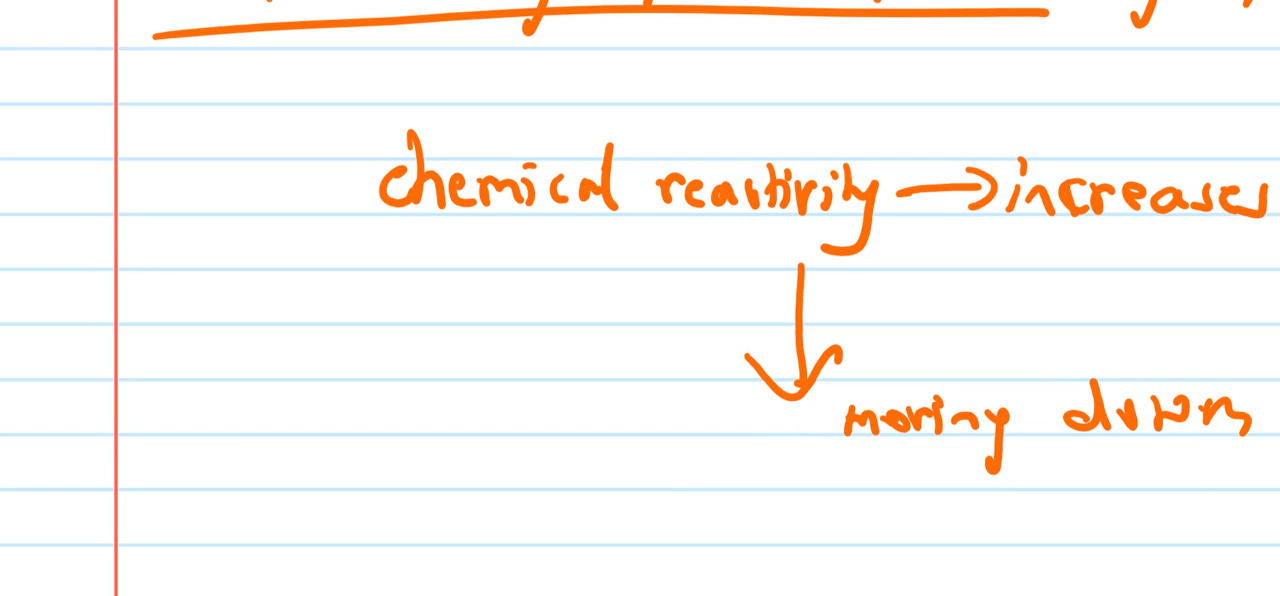 chemical reactivity → increases
↓
moving down